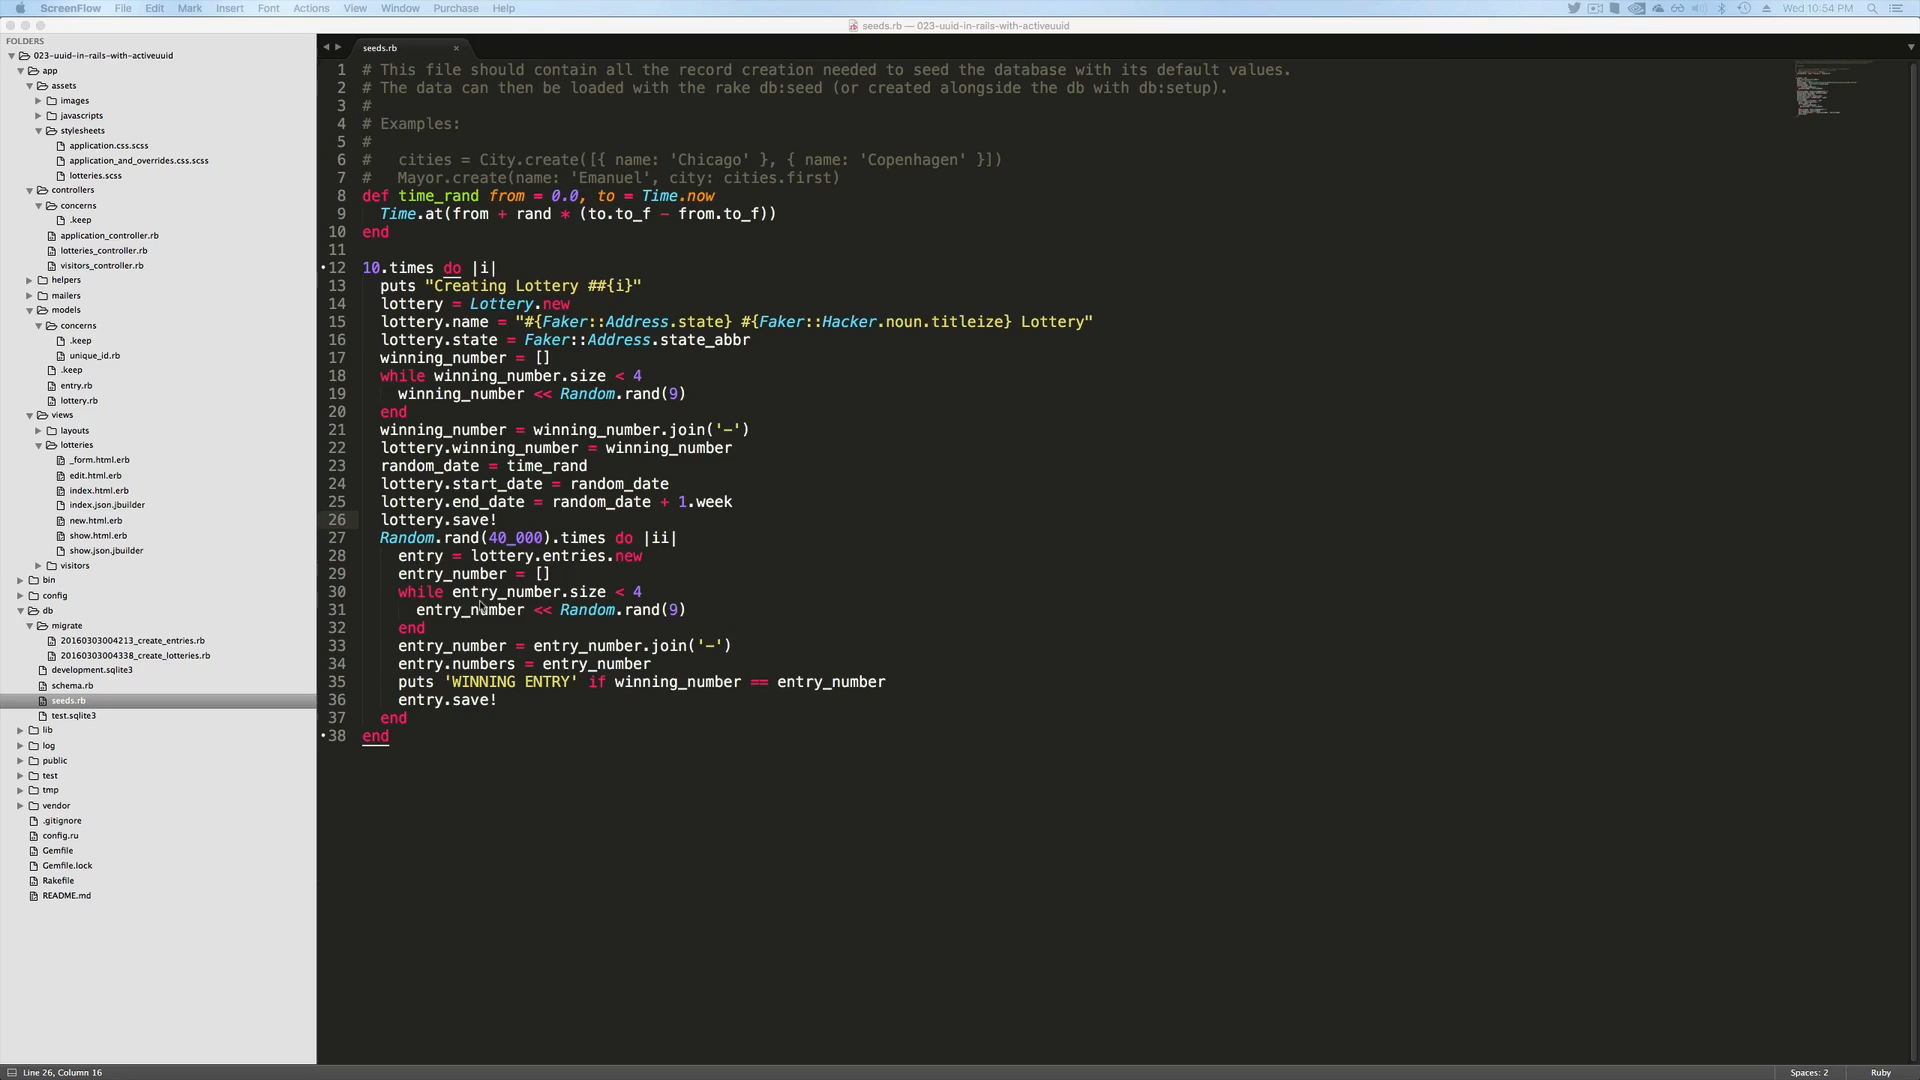 ScreenFlow File Edit Mark Insert Font Actions View Window Purchase Help Wed 10:54 PM
seeds.rb — 023-uuid-in-rails-with-activeuuid
FOLDERS
023-uuid-in-rails-with-activeuuid
app
assets
images
javascripts
stylesheets
application.css.scss
application_and_overrides.css.scss
lotteries.scss
controllers
concerns
.keep
application_controller.rb
lotteries_controller.rb
visitors_controller.rb
helpers
mailers
models
concerns
.keep
unique_id.rb
.keep
entry.rb
lottery.rb
views
layouts
lotteries
_form.html.erb
edit.html.erb
index.html.erb
index.json.jbuilder
new.html.erb
show.html.erb
show.json.jbuilder
visitors
bin
config
db
migrate
20160303004213_create_entries.rb
20160303004338_create_lotteries.rb
development.sqlite3
schema.rb
seeds.rb
test.sqlite3
lib
log
public
test
tmp
vendor
.gitignore
config.ru
Gemfile
Gemfile.lock
Rakefile
README.md
seeds.rb
1 # This file should contain all the record creation needed to seed the database with its default values.
2 # The data can then be loaded with the rake db:seed (or created alongside the db with db:setup).
3 #
4 # Examples:
5 #
6 #   cities = City.create([{ name: 'Chicago' }, { name: 'Copenhagen' }])
7 #   Mayor.create(name: 'Emanuel', city: cities.first)
8 def time_rand from = 0.0, to = Time.now
9   Time.at(from + rand * (to.to_f - from.to_f))
10 end
11
12 10.times do |i|
13   puts "Creating Lottery ##{i}"
14   lottery = Lottery.new
15   lottery.name = "#{Faker::Address.state} #{Faker::Hacker.noun.titleize} Lottery"
16   lottery.state = Faker::Address.state_abbr
17   winning_number = []
18   while winning_number.size < 4
19     winning_number << Random.rand(9)
20   end
21   winning_number = winning_number.join('-')
22   lottery.winning_number = winning_number
23   random_date = time_rand
24   lottery.start_date = random_date
25   lottery.end_date = random_date + 1.week
26   lottery.save!
27   Random.rand(40_000).times do |ii|
28     entry = lottery.entries.new
29     entry_number = []
30     while entry_number.size < 4
31       entry_number << Random.rand(9)
32     end
33     entry_number = entry_number.join('-')
34     entry.numbers = entry_number
35     puts 'WINNING ENTRY' if winning_number == entry_number
36     entry.save!
37   end
38 end
Line 26, Column 16 Spaces: 2 Ruby